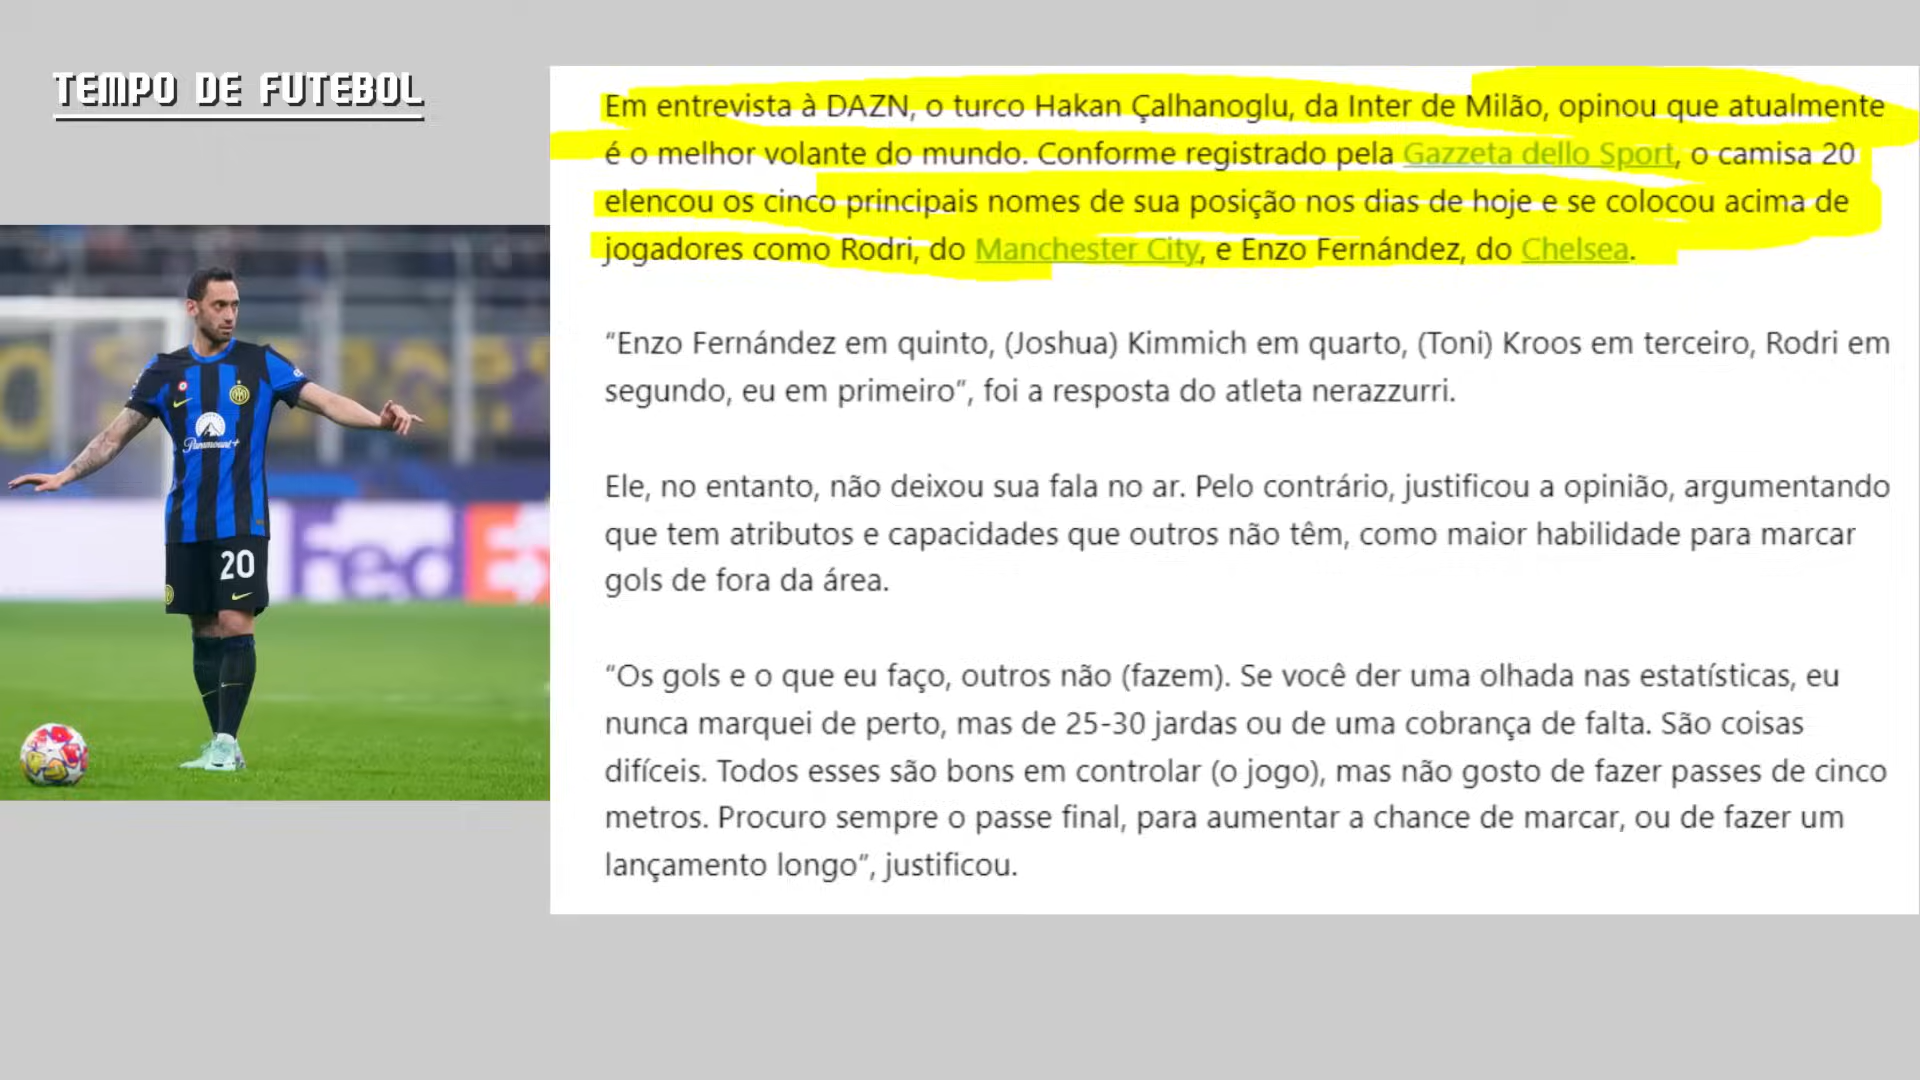 TEMPO DE FUTEBOL
Em entrevista à DAZN, o turco Hakan Çalhanoglu, da Inter de Milão, opinou que atualmente
é o melhor volante do mundo. Conforme registrado pela Gazzeta dello Sport, o camisa 20
elencou os cinco principais nomes de sua posição nos dias de hoje e se colocou acima de
jogadores como Rodri, do Manchester City, e Enzo Fernández, do Chelsea.
“Enzo Fernández em quinto, (Joshua) Kimmich em quarto, (Toni) Kroos em terceiro, Rodri em
segundo, eu em primeiro”, foi a resposta do atleta nerazzurri.
Ele, no entanto, não deixou sua fala no ar. Pelo contrário, justificou a opinião, argumentando
que tem atributos e capacidades que outros não têm, como maior habilidade para marcar
gols de fora da área.
“Os gols e o que eu faço, outros não (fazem). Se você der uma olhada nas estatísticas, eu
nunca marquei de perto, mas de 25-30 jardas ou de uma cobrança de falta. São coisas
difíceis. Todos esses são bons em controlar (o jogo), mas não gosto de fazer passes de cinco
metros. Procuro sempre o passe final, para aumentar a chance de marcar, ou de fazer um
lançamento longo”, justificou.
Paramount+
20